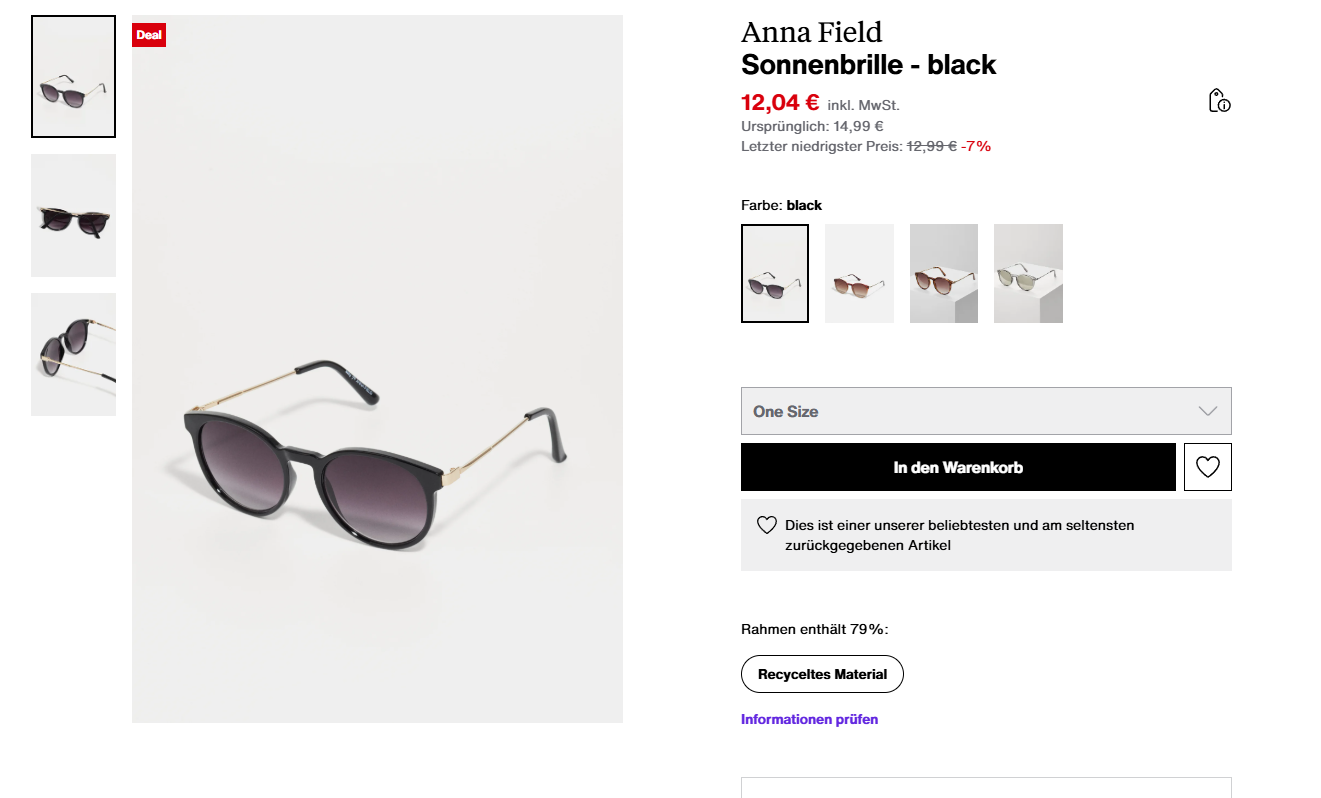 Deal
Anna Field
Sonnenbrille - black
12,04 € inkl. MwSt.
Ursprünglich: 14,99 €
Letzter niedrigster Preis: 12,99 € -7%
Farbe: black
One Size
In den Warenkorb
Dies ist einer unserer beliebtesten und am seltensten
zurückgegebenen Artikel
Rahmen enthält 79%:
Recyceltes Material
Informationen prüfen